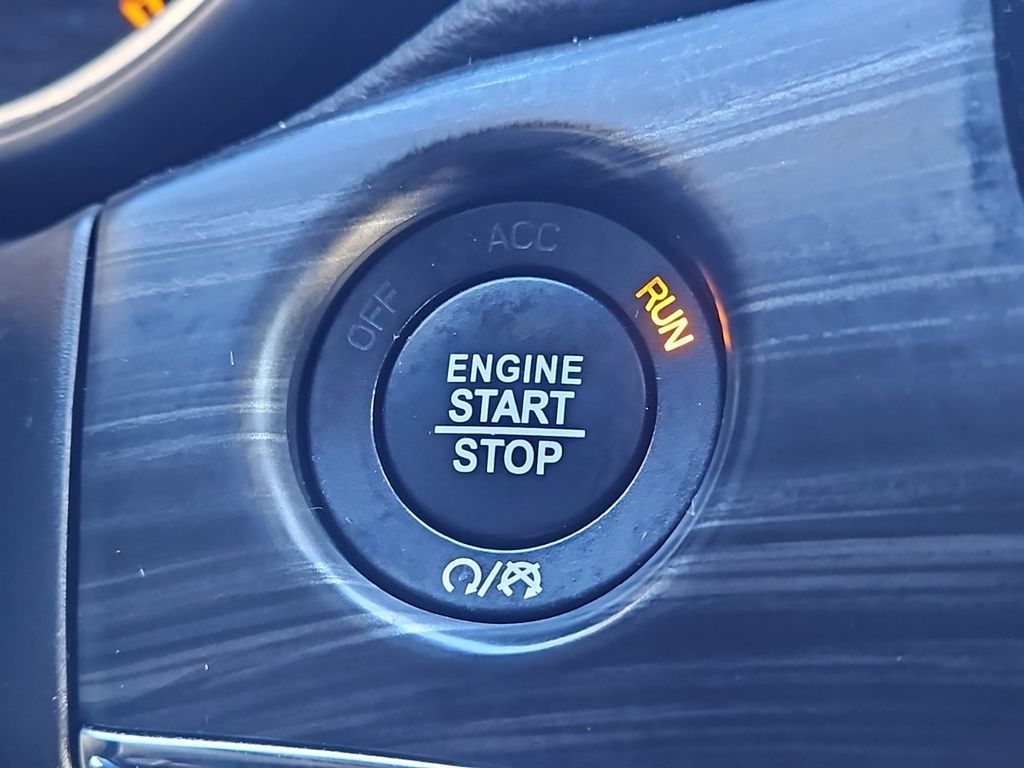 ACC
OFF
RUN
ENGINE
START
STOP